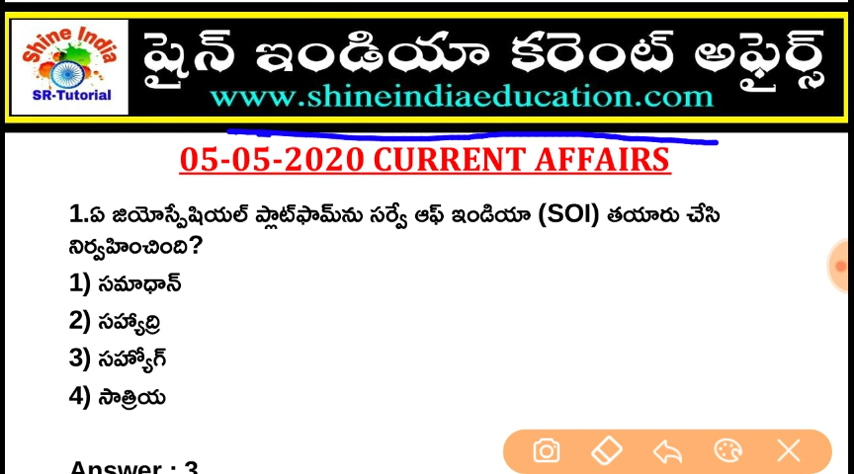 Shine India
SR-Tutorial
షైన్ ఇండియా కరెంట్ అఫైర్స్
www.shineindiaeducation.com
05-05-2020 CURRENT AFFAIRS
1.ఏ జియోస్పేషియల్ ప్లాట్‌ఫామ్‌ను సర్వే ఆఫ్ ఇండియా (SOI) తయారు చేసి
నిర్వహించింది?
1) సమాధాన్
2) సహ్యాద్రి
3) సహ్యోగ్
4) సాత్రియ
Answer : 3